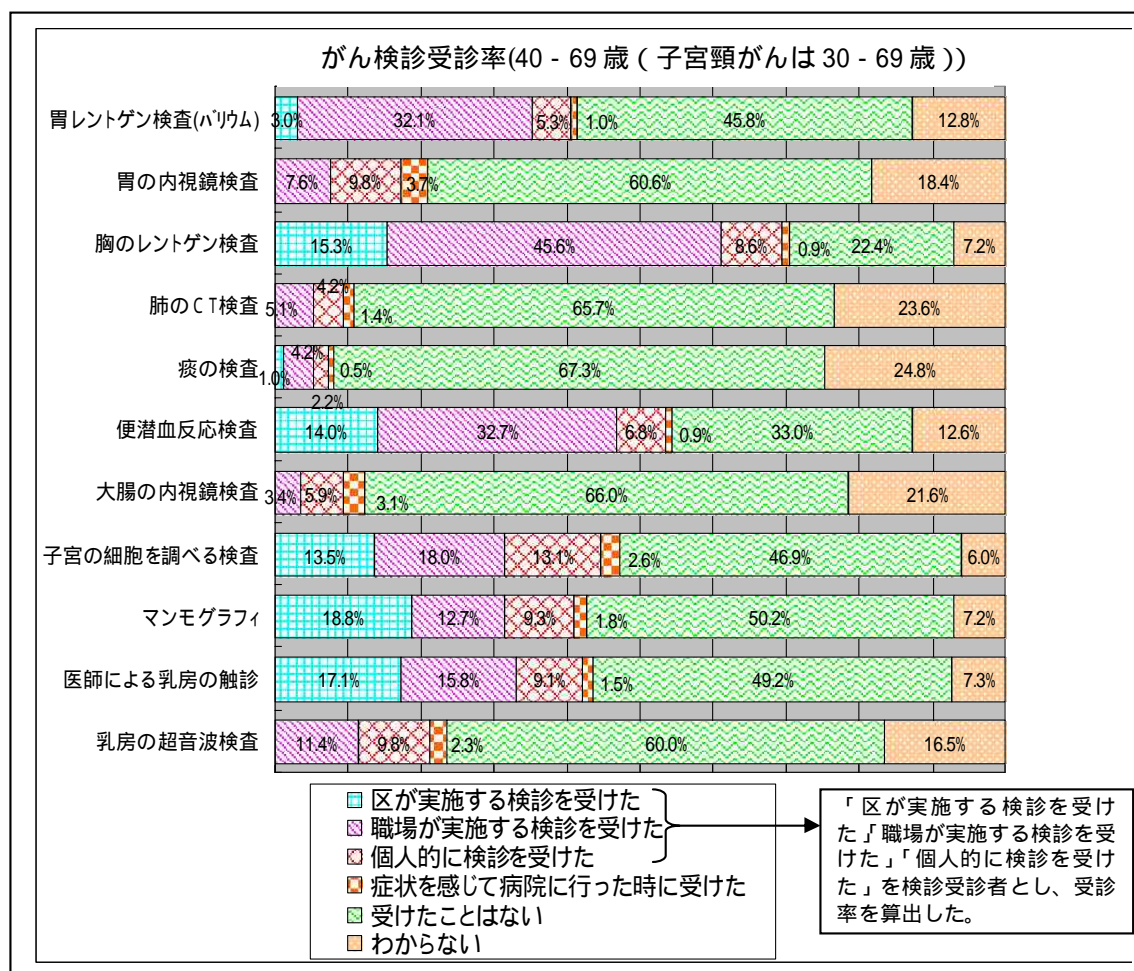 がん検診受診率(40 - 69 歳 ( 子宮頸がんは 30 - 69 歳 ))
胃レントゲン検査(バリウム)
3.0%
32.1%
5.3%
1.0%
45.8%
12.8%
胃の内視鏡検査
7.6%
9.8%
3.7%
60.6%
18.4%
胸のレントゲン検査
15.3%
45.6%
8.6%
0.9%
22.4%
7.2%
肺のCT検査
5.1%
4.2%
1.4%
65.7%
23.6%
痰の検査
1.0%
4.2%
2.2%
0.5%
67.3%
24.8%
便潜血反応検査
14.0%
32.7%
6.8%
0.9%
33.0%
12.6%
大腸の内視鏡検査
3.4%
5.9%
3.1%
66.0%
21.6%
子宮の細胞を調べる検査
13.5%
18.0%
13.1%
2.6%
46.9%
6.0%
マンモグラフィ
18.8%
12.7%
9.3%
1.8%
50.2%
7.2%
医師による乳房の触診
17.1%
15.8%
9.1%
1.5%
49.2%
7.3%
乳房の超音波検査
11.4%
9.8%
2.3%
60.0%
16.5%
区が実施する検診を受けた
職場が実施する検診を受けた
個人的に検診を受けた
症状を感じて病院に行った時に受けた
受けたことはない
わからない
「区が実施する検診を受け
た」「職場が実施する検診を受
けた」「個人的に検診を受け
た」を検診受診者とし、受診
率を算出した。